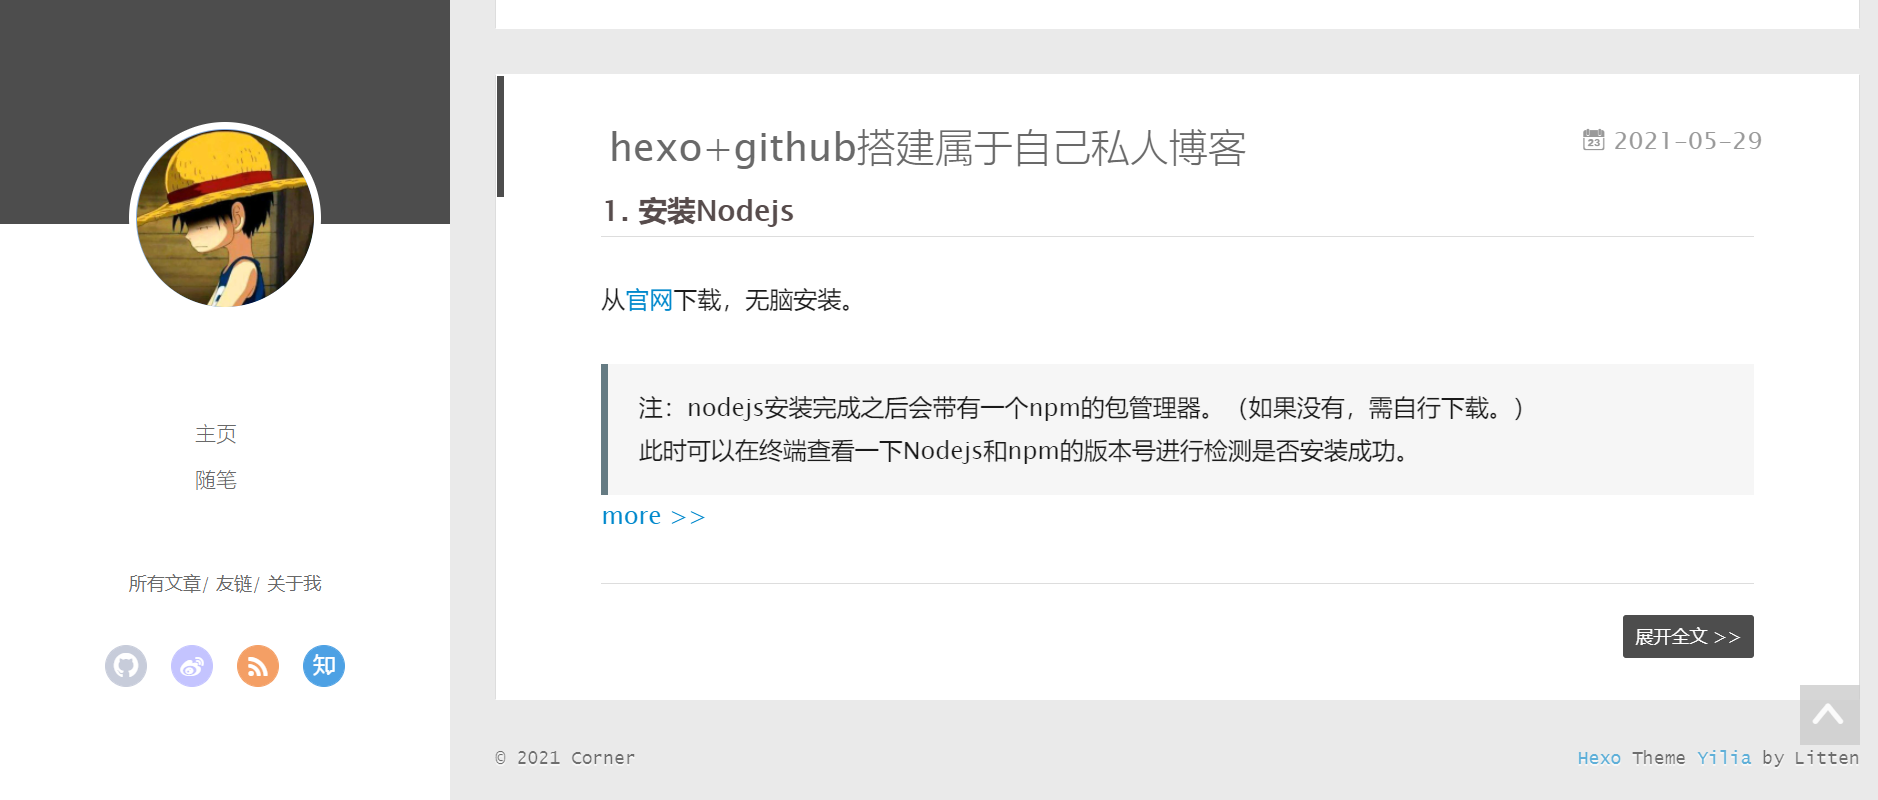 主页
随笔
所有文章/ 友链/ 关于我
知
hexo+github搭建属于自己私人博客
23 2021-05-29
1. 安装Nodejs
从官网下载，无脑安装。
注：nodejs安装完成之后会带有一个npm的包管理器。（如果没有，需自行下载。）
此时可以在终端查看一下Nodejs和npm的版本号进行检测是否安装成功。
more >>
展开全文 >>
© 2021 Corner
Hexo Theme Yilia by Litten